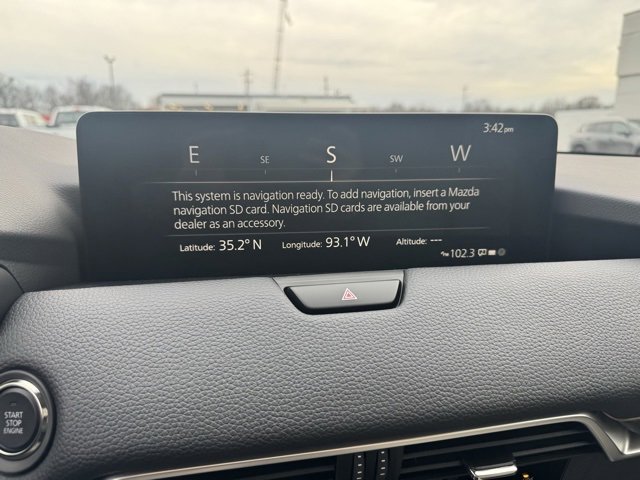 3:42pm
E SE S SW W
This system is navigation ready. To add navigation, insert a Mazda
navigation SD card. Navigation SD cards are available from your
dealer as an accessory.
Latitude: 35.2° N Longitude: 93.1° W Altitude: ---
FM 102.3
START
STOP
ENGINE